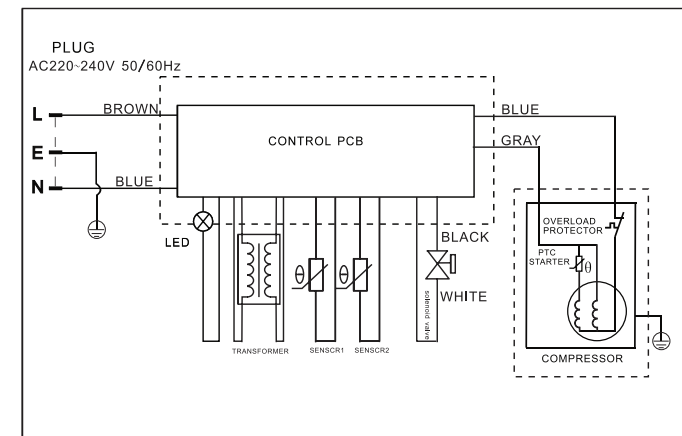 PLUG
AC220~240V 50/60Hz
L
BROWN
E
N
BLUE
CONTROL PCB
BLUE
GRAY
LED
TRANSFORMER
θ
SENSCR1
θ
SENSCR2
BLACK
WHITE
solenoid valve
OVERLOAD
PROTECTOR
PTC
STARTER
θ
COMPRESSOR